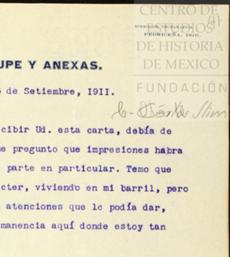 CENTRO DE
ESTUDIOS
DE HISTORIA
DE MEXICO
FUNDACIÓN
UPE Y ANEXAS.
de Setiembre, 1911.
cibir Ud. esta carta, debía de
e pregunto que impresiones habra
parte en particular. Temo que
cter, viviendo en mi barril, pero
atenciones que le podía dar,
manencia aquí donde estoy tan